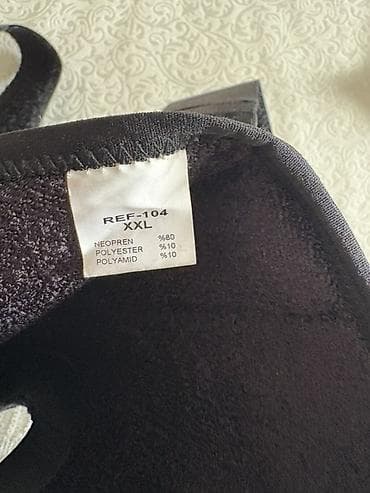 REF-104
XXL
NEOPREN %80
POLYESTER %10
POLYAMID %10